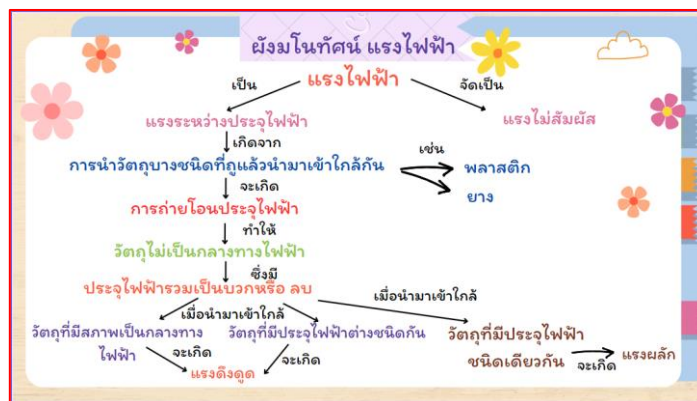 ผังมโนทัศน์ แรงไฟฟ้า
แรงไฟฟ้า
เป็น
จัดเป็น
แรงระหว่างประจุไฟฟ้า
แรงไม่สัมผัส
เกิดจาก
การนำวัตถุบางชนิดที่ถูแล้วนำมาเข้าใกล้กัน
เช่น
พลาสติก
ยาง
จะเกิด
การถ่ายโอนประจุไฟฟ้า
ทำให้
วัตถุไม่เป็นกลางทางไฟฟ้า
ซึ่งมี
ประจุไฟฟ้ารวมเป็นบวกหรือ ลบ
เมื่อนำมาเข้าใกล้
เมื่อนำมาเข้าใกล้
วัตถุที่มีสภาพเป็นกลางทาง
ไฟฟ้า
วัตถุที่มีประจุไฟฟ้าต่างชนิดกัน
วัตถุที่มีประจุไฟฟ้า
ชนิดเดียวกัน
จะเกิด
จะเกิด
จะเกิด
แรงดึงดูด
แรงผลัก